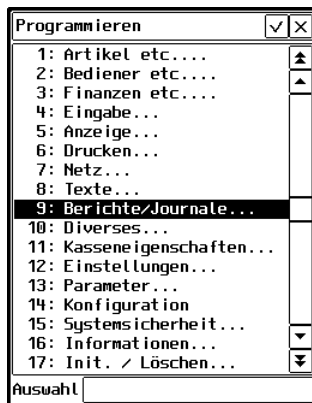 Programmieren
1: Artikel etc....
2: Bediener etc....
3: Finanzen etc....
4: Eingabe...
5: Anzeige...
6: Drucken...
7: Netz...
8: Texte...
9: Berichte/Journale...
10: Diverses...
11: Kasseneigenschaften...
12: Einstellungen...
13: Parameter...
14: Konfiguration
15: Systemsicherheit...
16: Informationen...
17: Init. / Löschen...
Auswahl